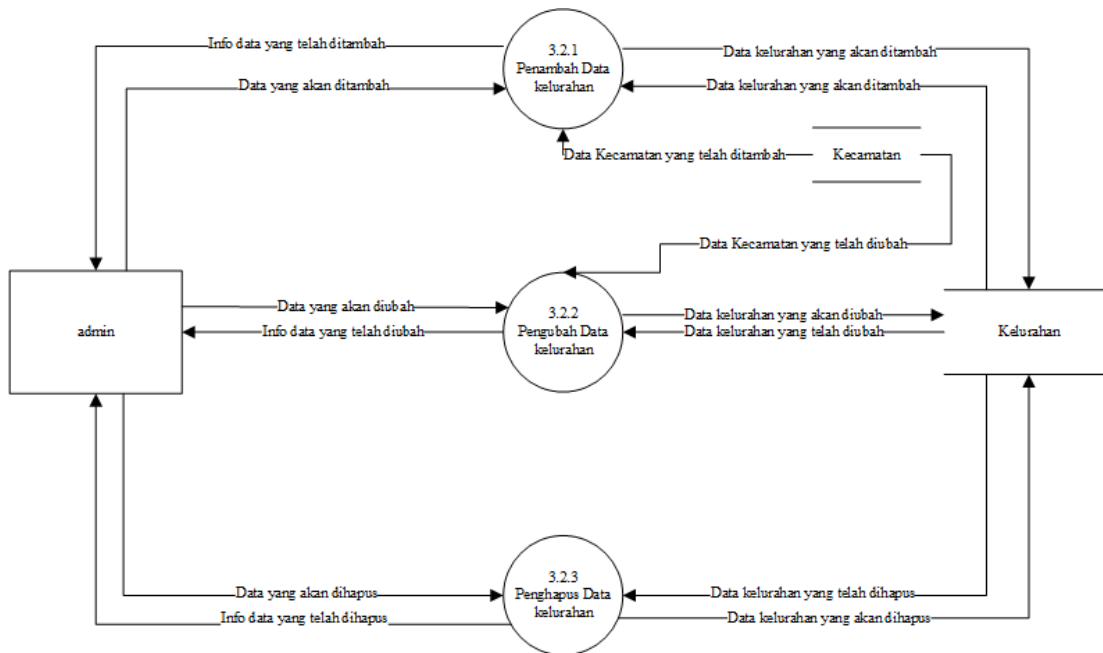 3.2.1
Penambah Data
kelurahan
Info data yang telah ditambah
Data kelurahan yang akan ditambah
Data yang akan ditambah
Data kelurahan yang akan ditambah
Data Kecamatan yang telah ditambah
Kecamatan
Data Kecamatan yang telah diubah
admin
Data yang akan diubah
Info data yang telah diubah
3.2.2
Pengubah Data
kelurahan
Data kelurahan yang akan diubah
Data kelurahan yang telah diubah
Kelurahan
3.2.3
Penghapus Data
kelurahan
Data yang akan dihapus
Info data yang telah dihapus
Data kelurahan yang telah dihapus
Data kelurahan yang akan dihapus